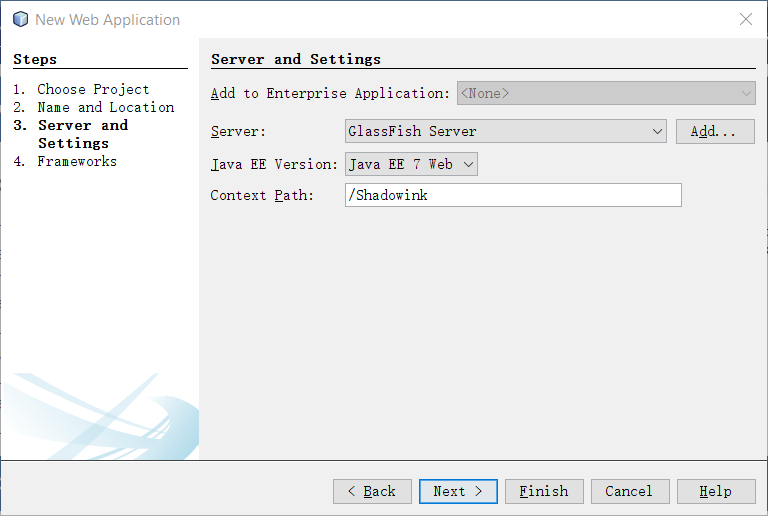 New Web Application
Steps
1. Choose Project
2. Name and Location
3. Server and
Settings
4. Frameworks
Server and Settings
Add to Enterprise Application: <None>
Server: GlassFish Server Add...
Java EE Version: Java EE 7 Web
Context Path: /Shadowink
< Back Next > Finish Cancel Help